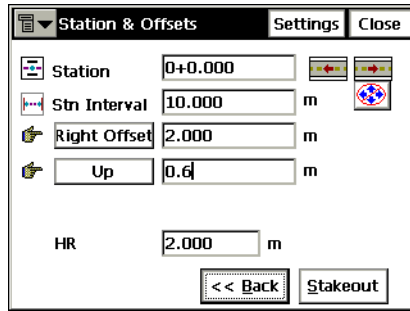 Station & Offsets Settings Close
Station 0+0.000
Stn Interval 10.000 m
Right Offset 2.000 m
Up 0.6 m
HR 2.000 m
<< Back Stakeout